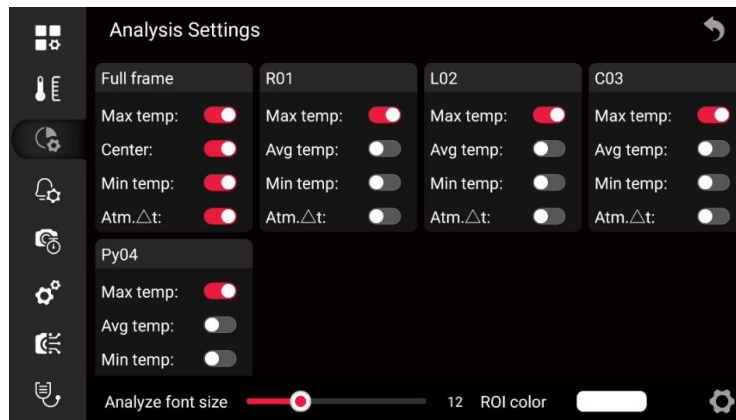 Analysis Settings
Full frame
Max temp:
Center:
Min temp:
Atm.△t:
R01
Max temp:
Avg temp:
Min temp:
Atm.△t:
L02
Max temp:
Avg temp:
Min temp:
Atm.△t:
C03
Max temp:
Avg temp:
Min temp:
Atm.△t:
Py04
Max temp:
Avg temp:
Min temp:
Analyze font size 12 ROI color